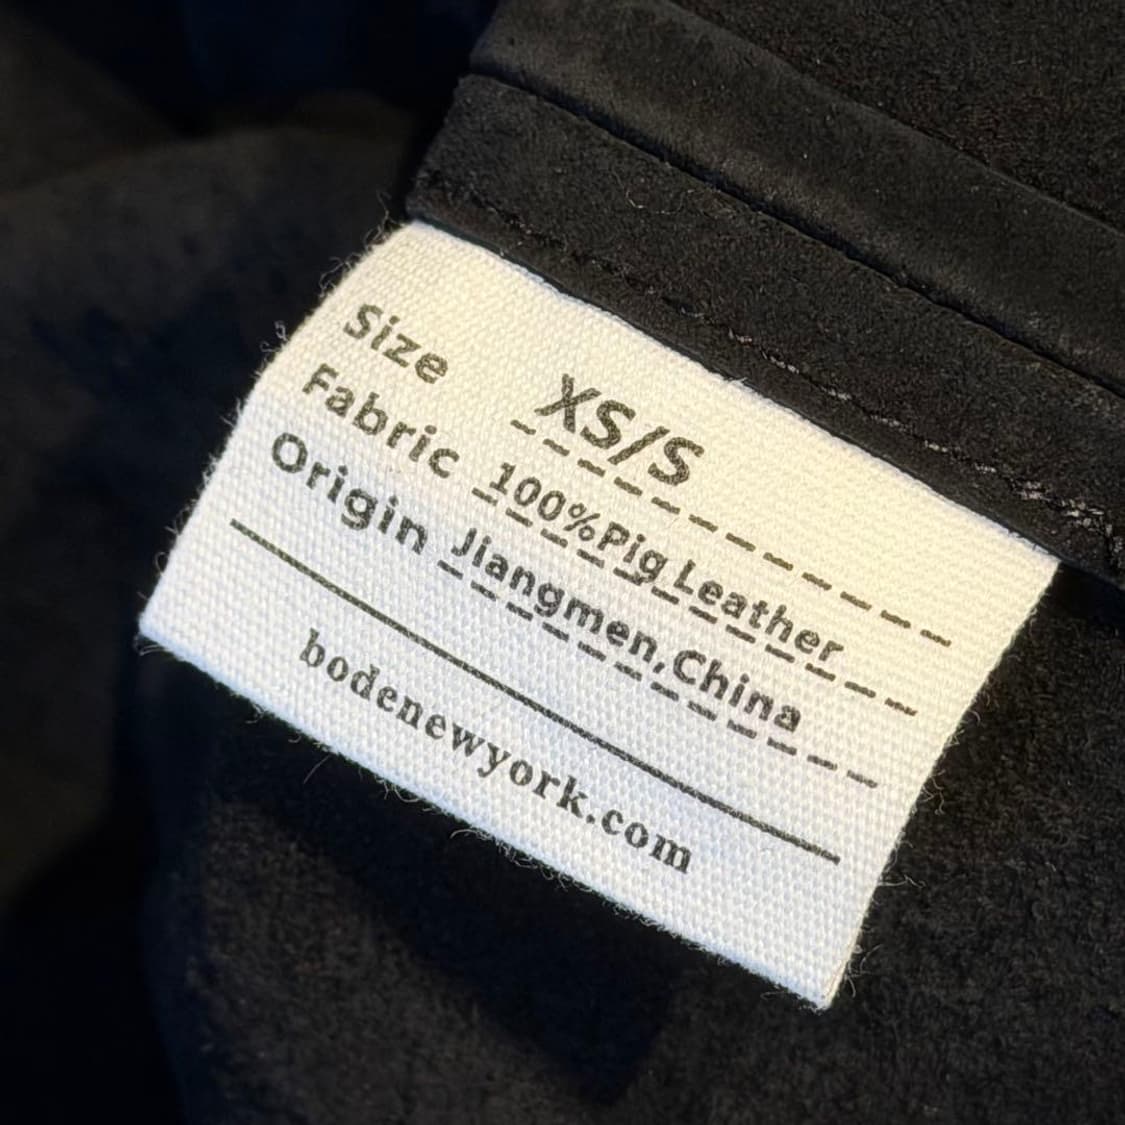 Size XS/S
Fabric 100%Pig Leather
Origin Jiangmen,China
bodenewyork.com